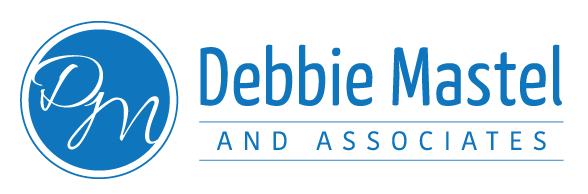 DM
Debbie Mastel
AND ASSOCIATES